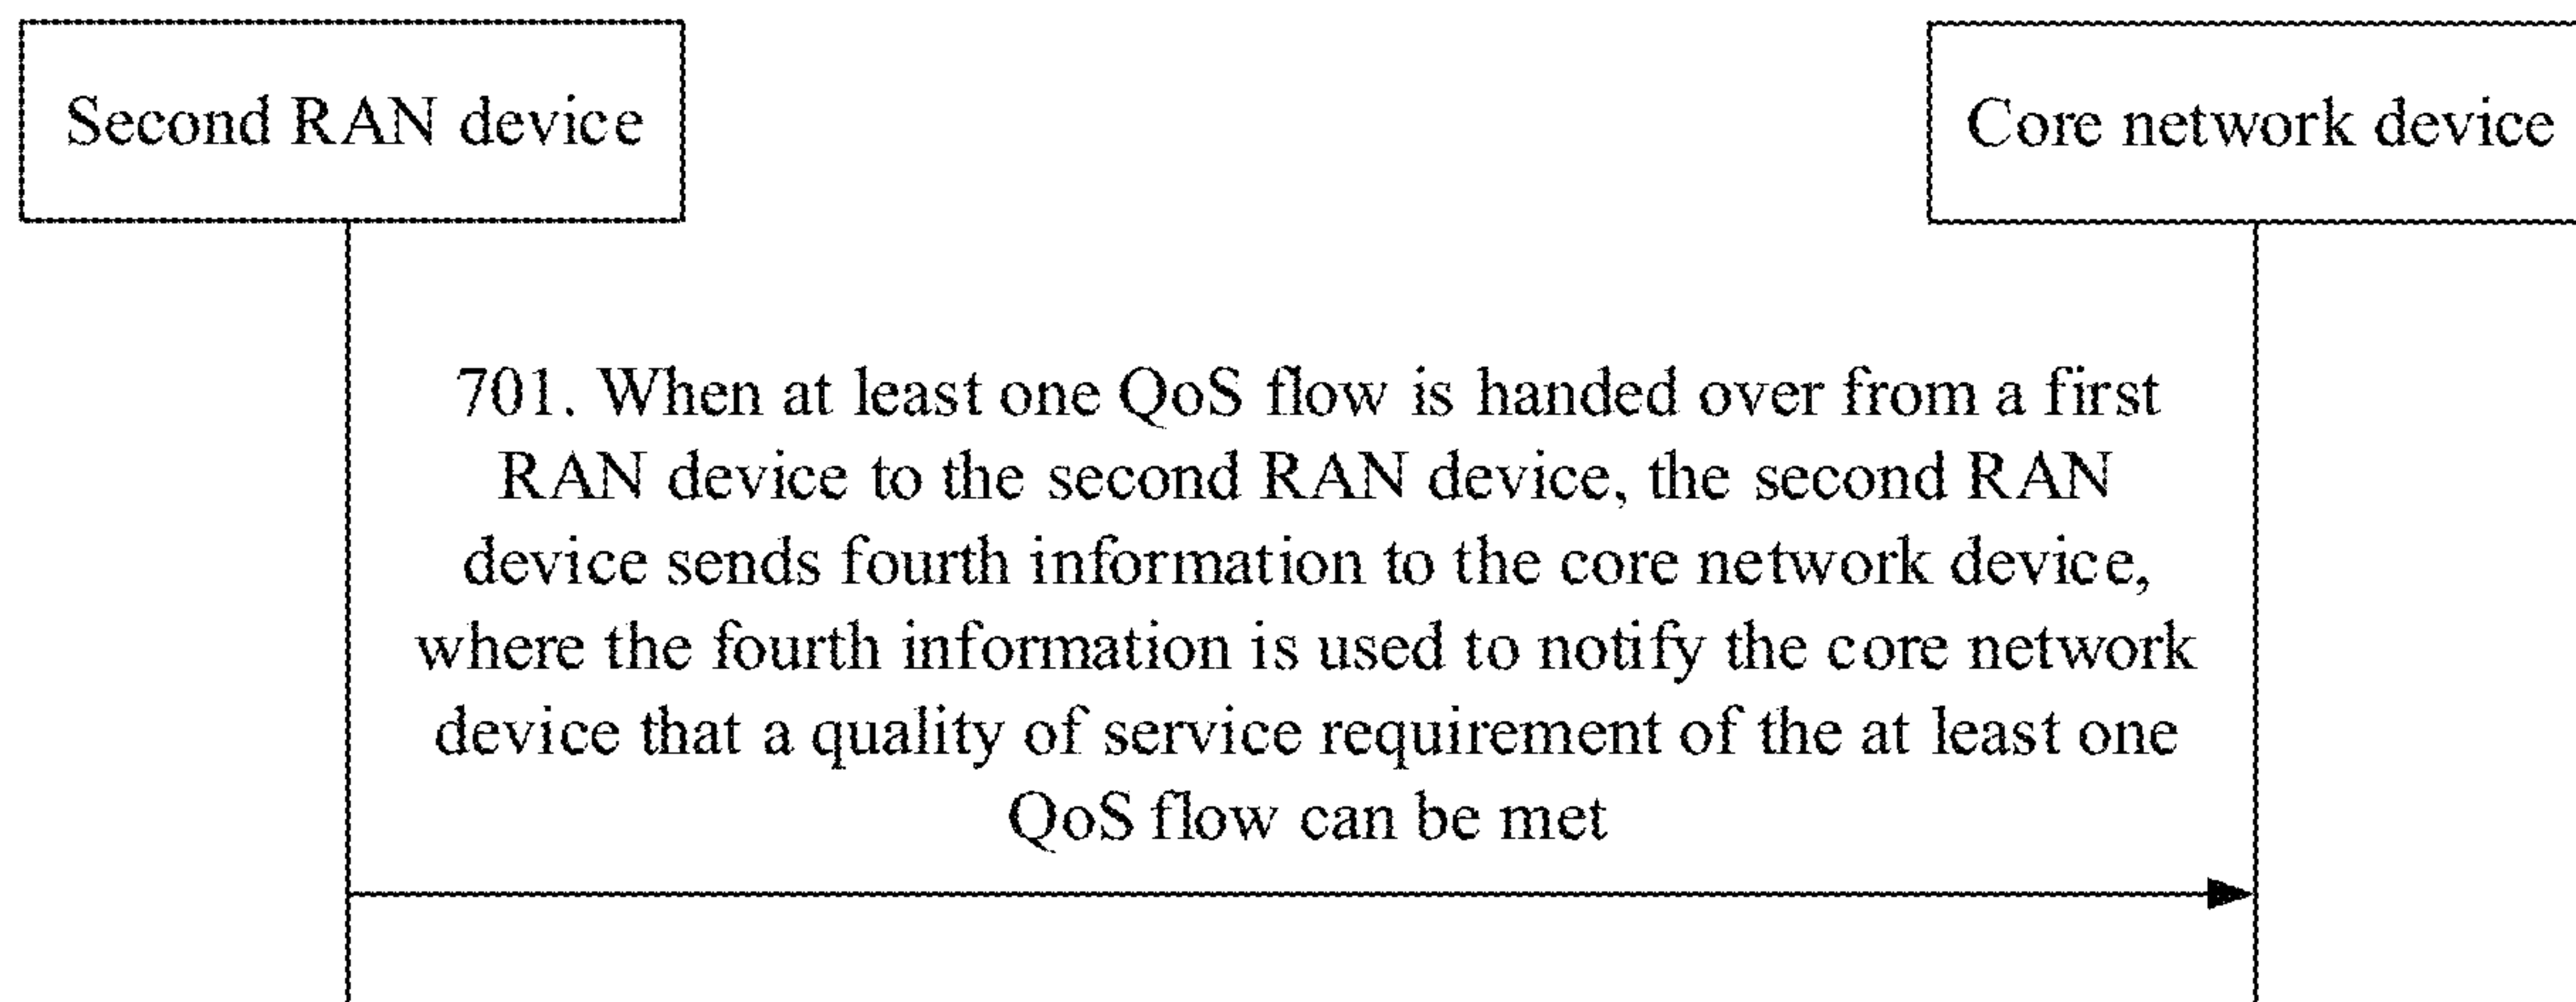 Second RAN device
Core network device
701. When at least one QoS flow is handed over from a first
RAN device to the second RAN device, the second RAN
device sends fourth information to the core network device,
where the fourth information is used to notify the core network
device that a quality of service requirement of the at least one
QoS flow can be met